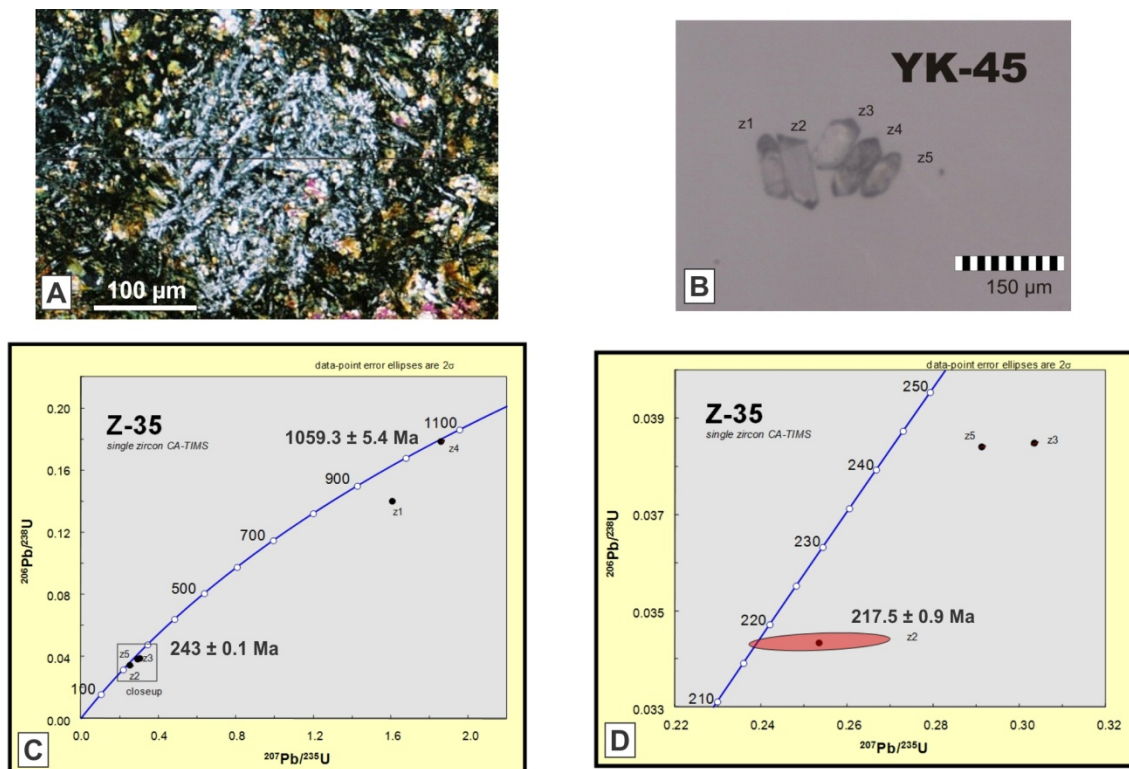 A
100 µm
YK-45
z1
z2
z3
z4
z5
B
150 µm
data-point error ellipses are 2σ
Z-35
single zircon CA-TIMS
1059.3 ± 5.4 Ma
1100
z4
900
z1
700
500
243 ± 0.1 Ma
z5
z3
z2
closeup
100
0.20
0.16
0.12
0.08
0.04
0.00
0.0
0.4
0.8
1.2
1.6
2.0
206Pb/238U
207Pb/235U
C
data-point error ellipses are 2σ
Z-35
single zircon CA-TIMS
250
240
230
220
210
z5
z3
217.5 ± 0.9 Ma
z2
0.039
0.037
0.035
0.033
0.22
0.24
0.26
0.28
0.30
0.32
206Pb/238U
207Pb/235U
D